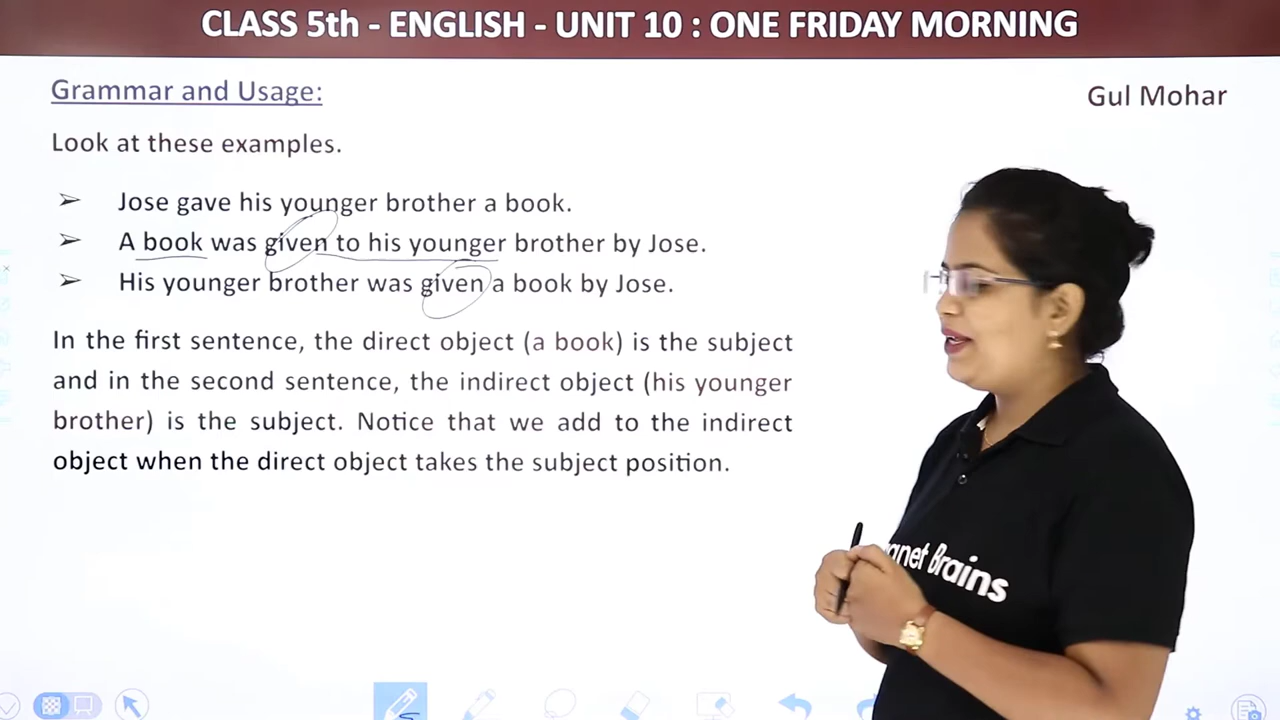 CLASS 5th - ENGLISH - UNIT 10 : ONE FRIDAY MORNING
Grammar and Usage:
Gul Mohar
Look at these examples.
➢ Jose gave his younger brother a book.
➢ A book was given to his younger brother by Jose.
➢ His younger brother was given a book by Jose.
In the first sentence, the direct object (a book) is the subject
and in the second sentence, the indirect object (his younger
brother) is the subject. Notice that we add to the indirect
object when the direct object takes the subject position.
Brains